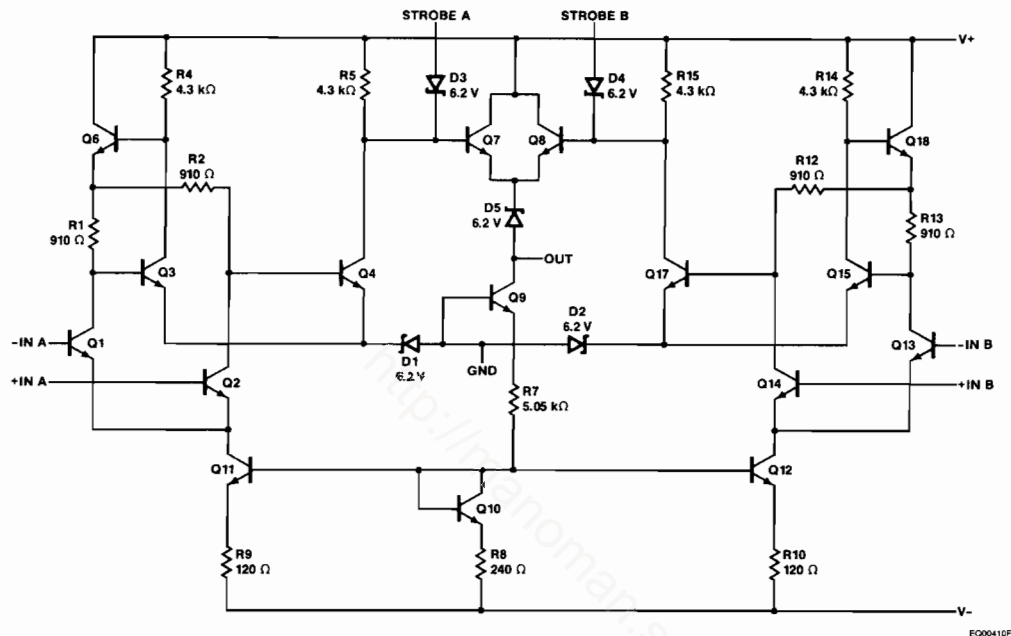 STROBE A
STROBE B
V+
R4
4.3 kΩ
R5
4.3 kΩ
D3
6.2 V
D4
6.2 V
R15
4.3 kΩ
R14
4.3 kΩ
Q6
Q7
Q8
Q18
R2
910 Ω
R12
910 Ω
R1
910 Ω
D5
6.2 V
R13
910 Ω
OUT
Q3
Q4
Q9
Q17
Q15
D2
6.2 V
-IN A
Q1
D1
6.2 V
GND
Q13
-IN B
+IN A
Q2
Q14
+IN B
R7
5.05 kΩ
Q11
Q12
Q10
R9
120 Ω
R8
240 Ω
R10
120 Ω
V-
EQ00410F
http://manoman.s